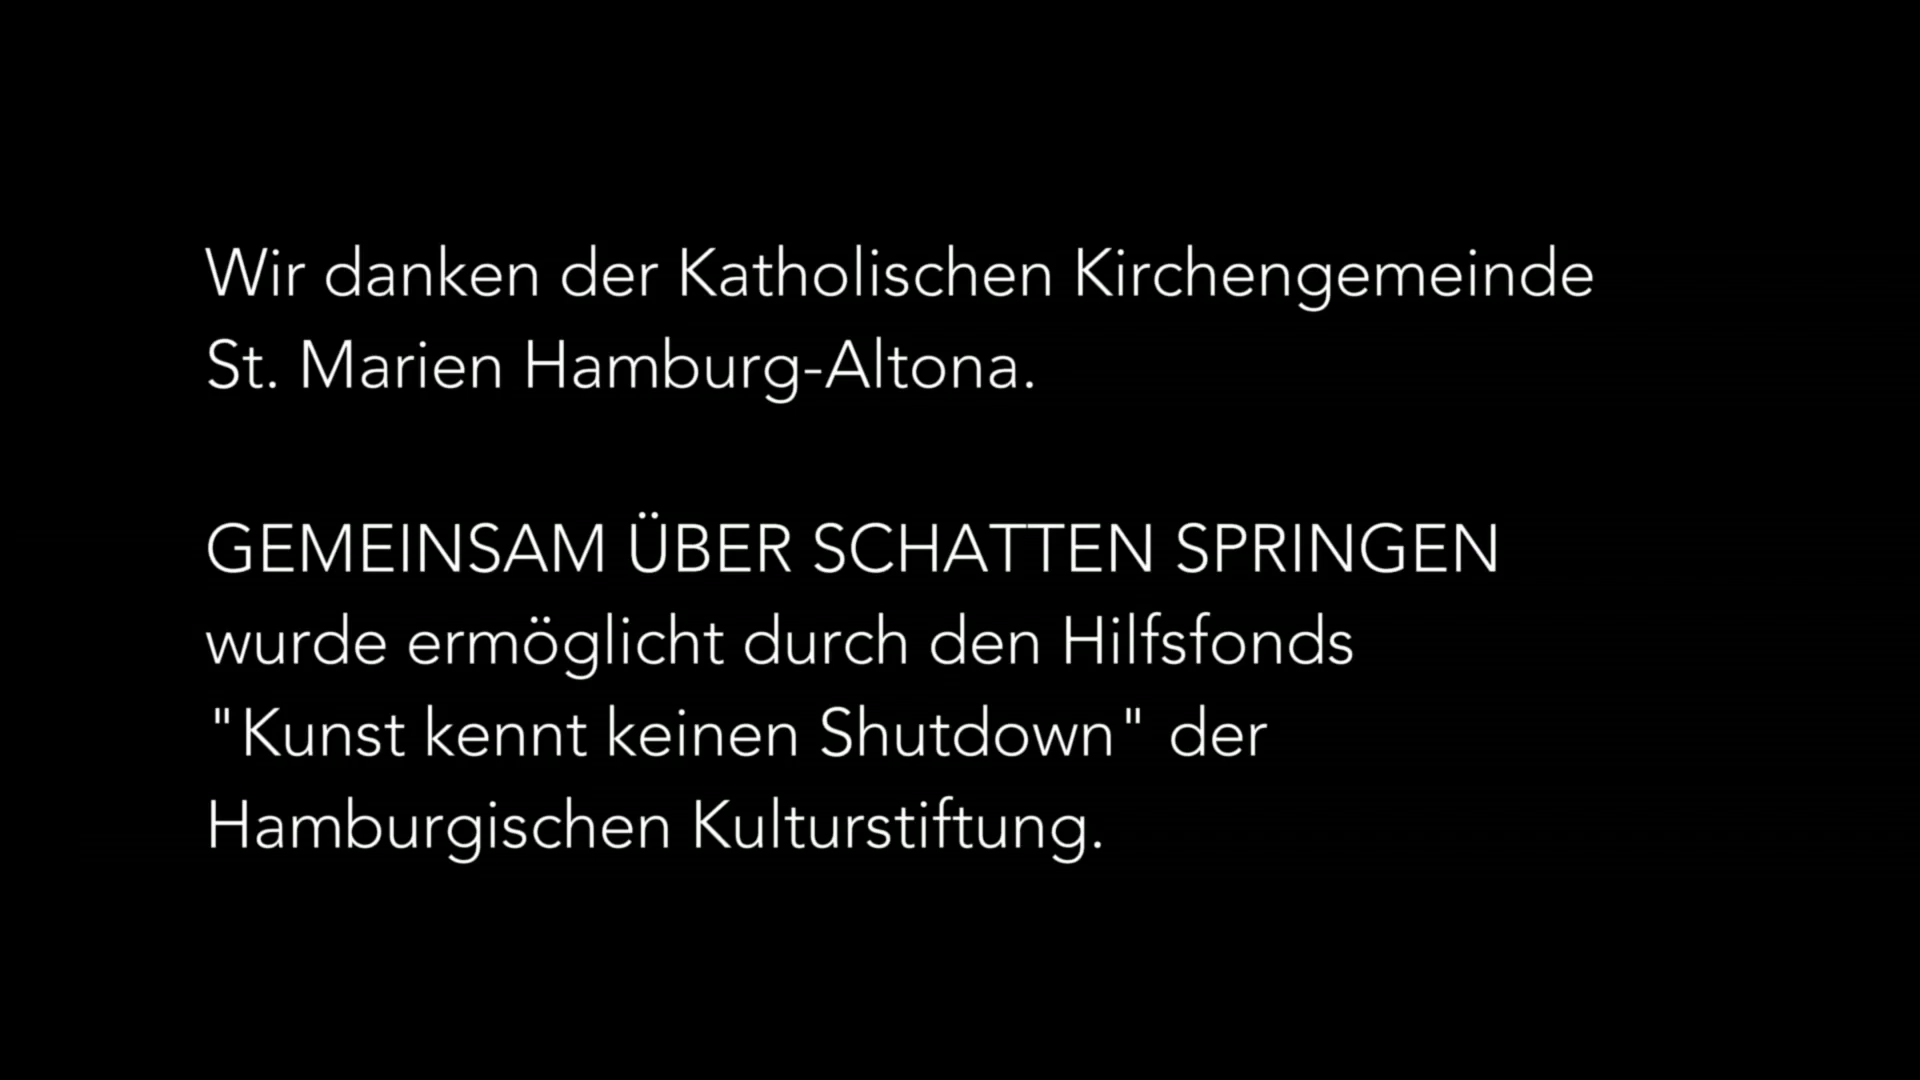 Wir danken der Katholischen Kirchengemeinde
St. Marien Hamburg-Altona.
GEMEINSAM ÜBER SCHATTEN SPRINGEN
wurde ermöglicht durch den Hilfsfonds
"Kunst kennt keinen Shutdown" der
Hamburgischen Kulturstiftung.